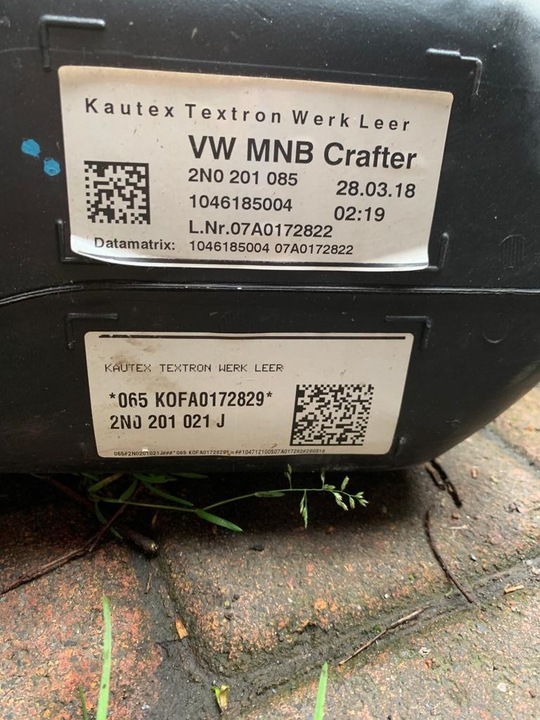 Kautex Textron Werk Leer
VW MNB Crafter
2N0 201 085
28.03.18
1046185004
02:19
L.Nr.07A0172822
Datamatrix: 1046185004 07A0172822
KAUTEX TEXTRON WERK LEER
*065 K0FA0172829*
2N0 201 021 J